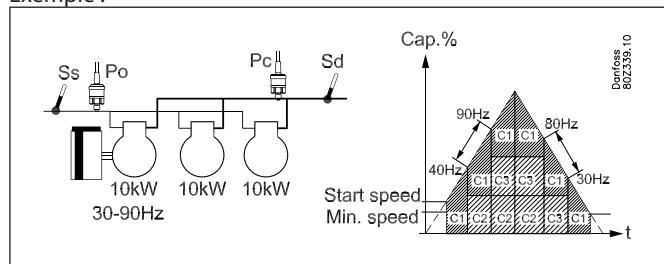 Exemple :
Ss
Po
Pc
Sd
10kW
10kW
10kW
30-90Hz
Cap.%
Danfoss
80Z339.10
90Hz
80Hz
40Hz
30Hz
Start speed
Min. speed
C1
C1
C1
C3
C3
C1
C1
C2
C2
C2
C3
C1
t